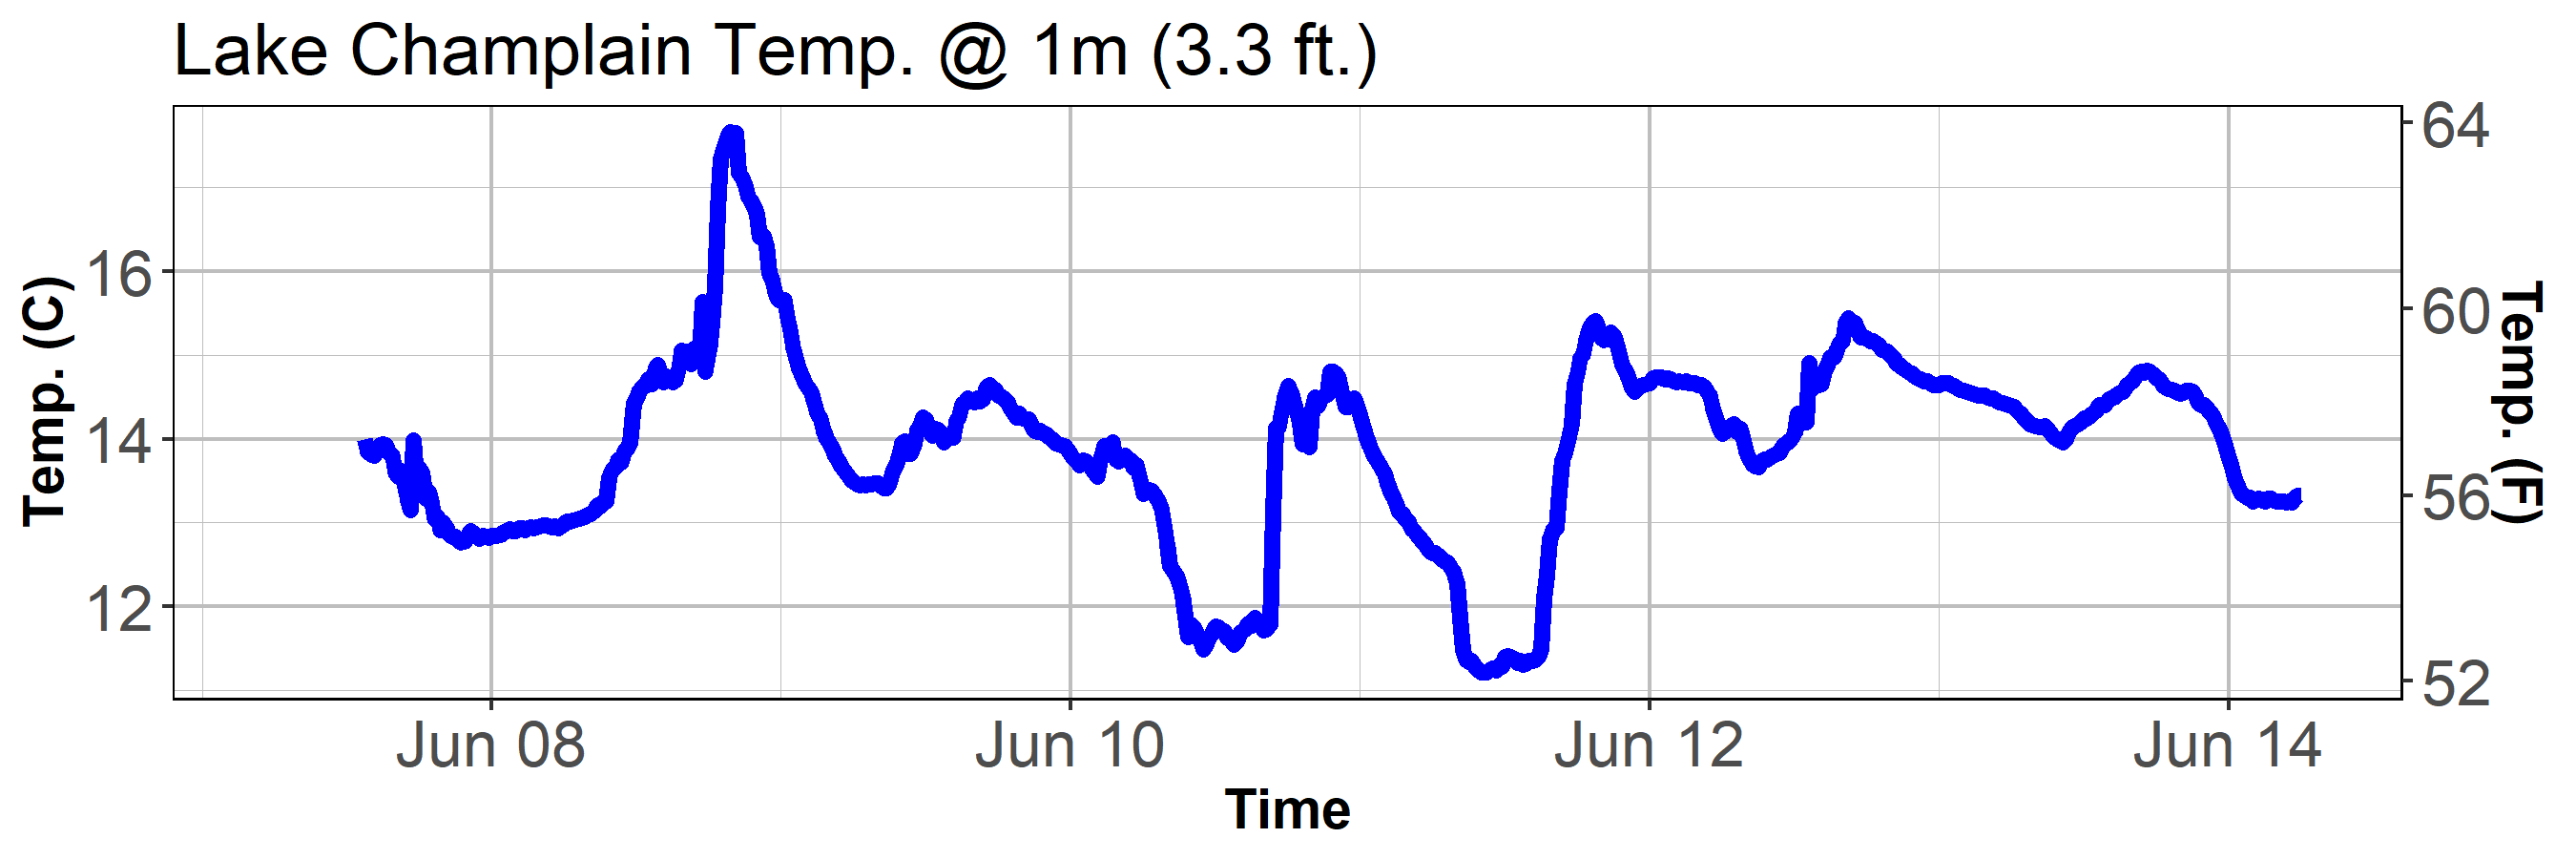 Lake Champlain Temp. @ 1m (3.3 ft.)
Temp. (C)
16
14
12
64
60
56
52
Temp. (F)
Jun 08 Jun 10 Jun 12 Jun 14
Time